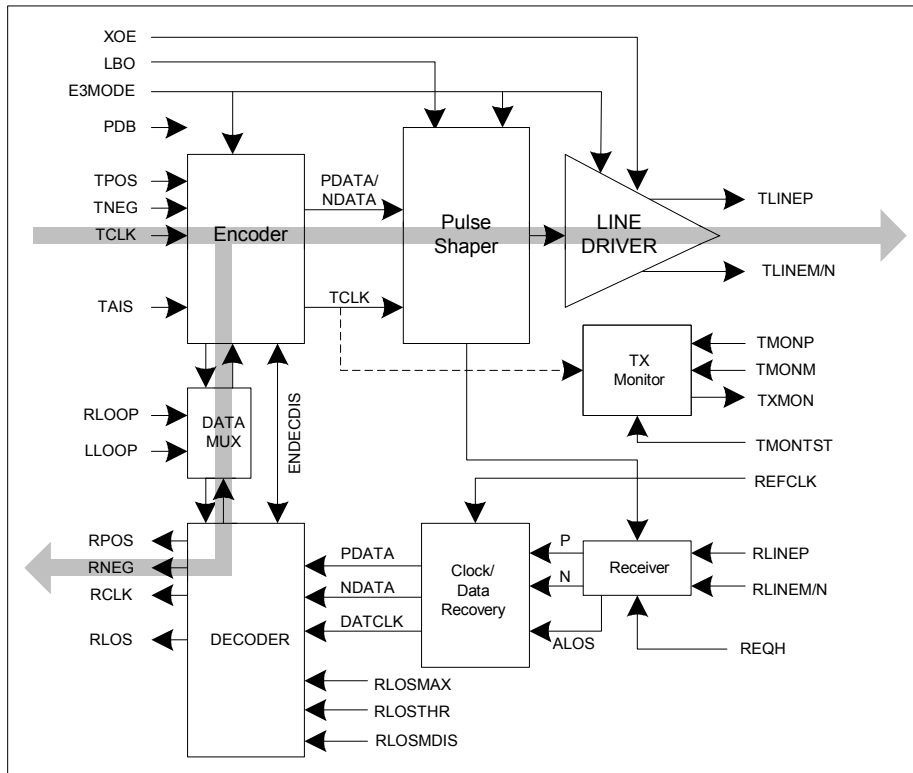 XOE
LBO
E3MODE
PDB
TPOS
TNEG
TCLK
TAIS
Encoder
PDATA/
NDATA
TCLK
Pulse
Shaper
LINE
DRIVER
TLINEP
TLINEM/N
TX
Monitor
TMONP
TMONM
TXMON
TMONTST
RLOOP
LLOOP
DATA
MUX
ENDECDIS
REFCLK
RPOS
RNEG
RCLK
RLOS
DECODER
PDATA
NDATA
DATCLK
Clock/
Data
Recovery
P
N
ALOS
Receiver
RLINEP
RLINEM/N
REQH
RLOSMAX
RLOSTHR
RLOSMDIS